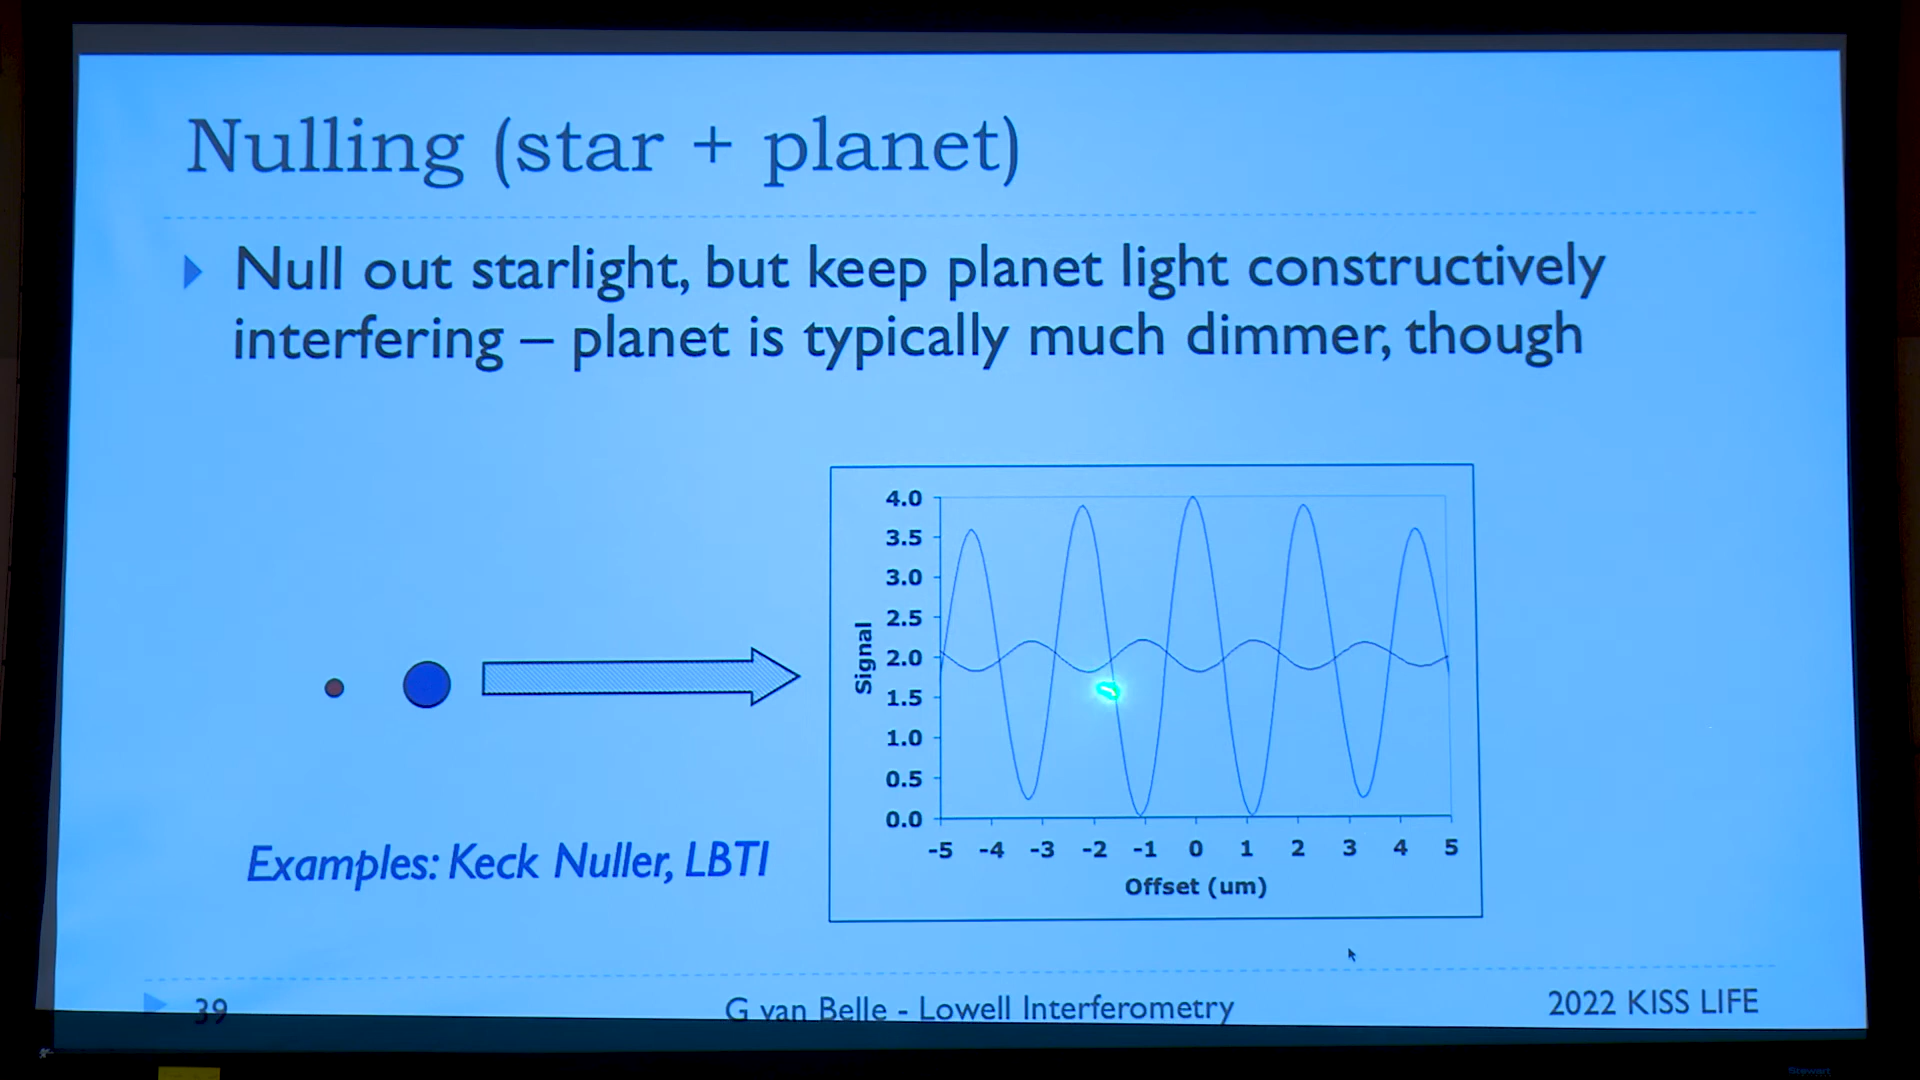 Nulling (star + planet)
Null out starlight, but keep planet light constructively
interfering – planet is typically much dimmer, though
4.0
3.5
3.0
2.5
2.0
1.5
1.0
0.5
0.0
Signal
-5 -4 -3 -2 -1 0 1 2 3 4 5
Offset (um)
Examples: Keck Nuller, LBTI
39
G van Belle - Lowell Interferometry
2022 KISS LIFE
Stewart